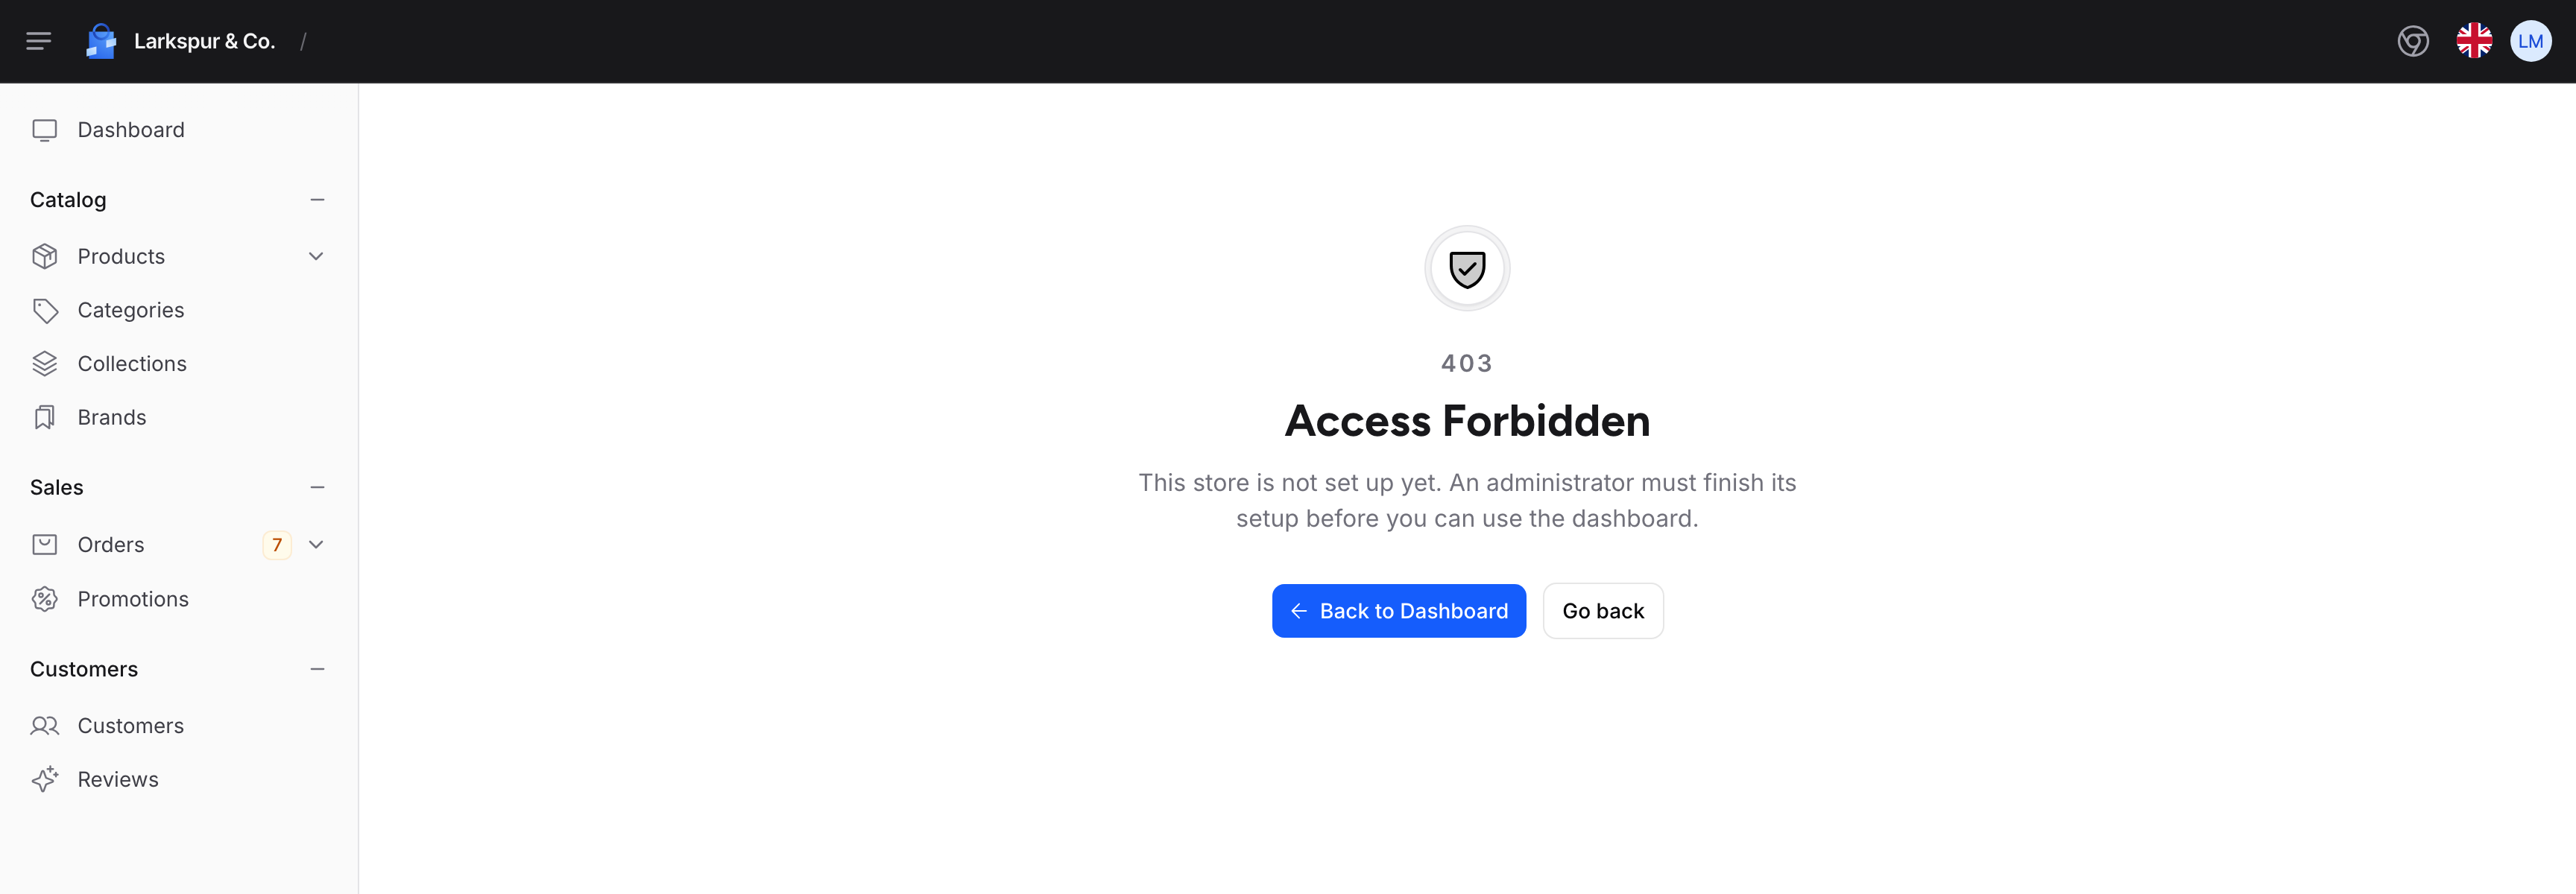 Larkspur & Co. /
LM
Dashboard
Catalog
Products
Categories
Collections
Brands
Sales
Orders 7
Promotions
Customers
Customers
Reviews
403
Access Forbidden
This store is not set up yet. An administrator must finish its
setup before you can use the dashboard.
Back to Dashboard
Go back